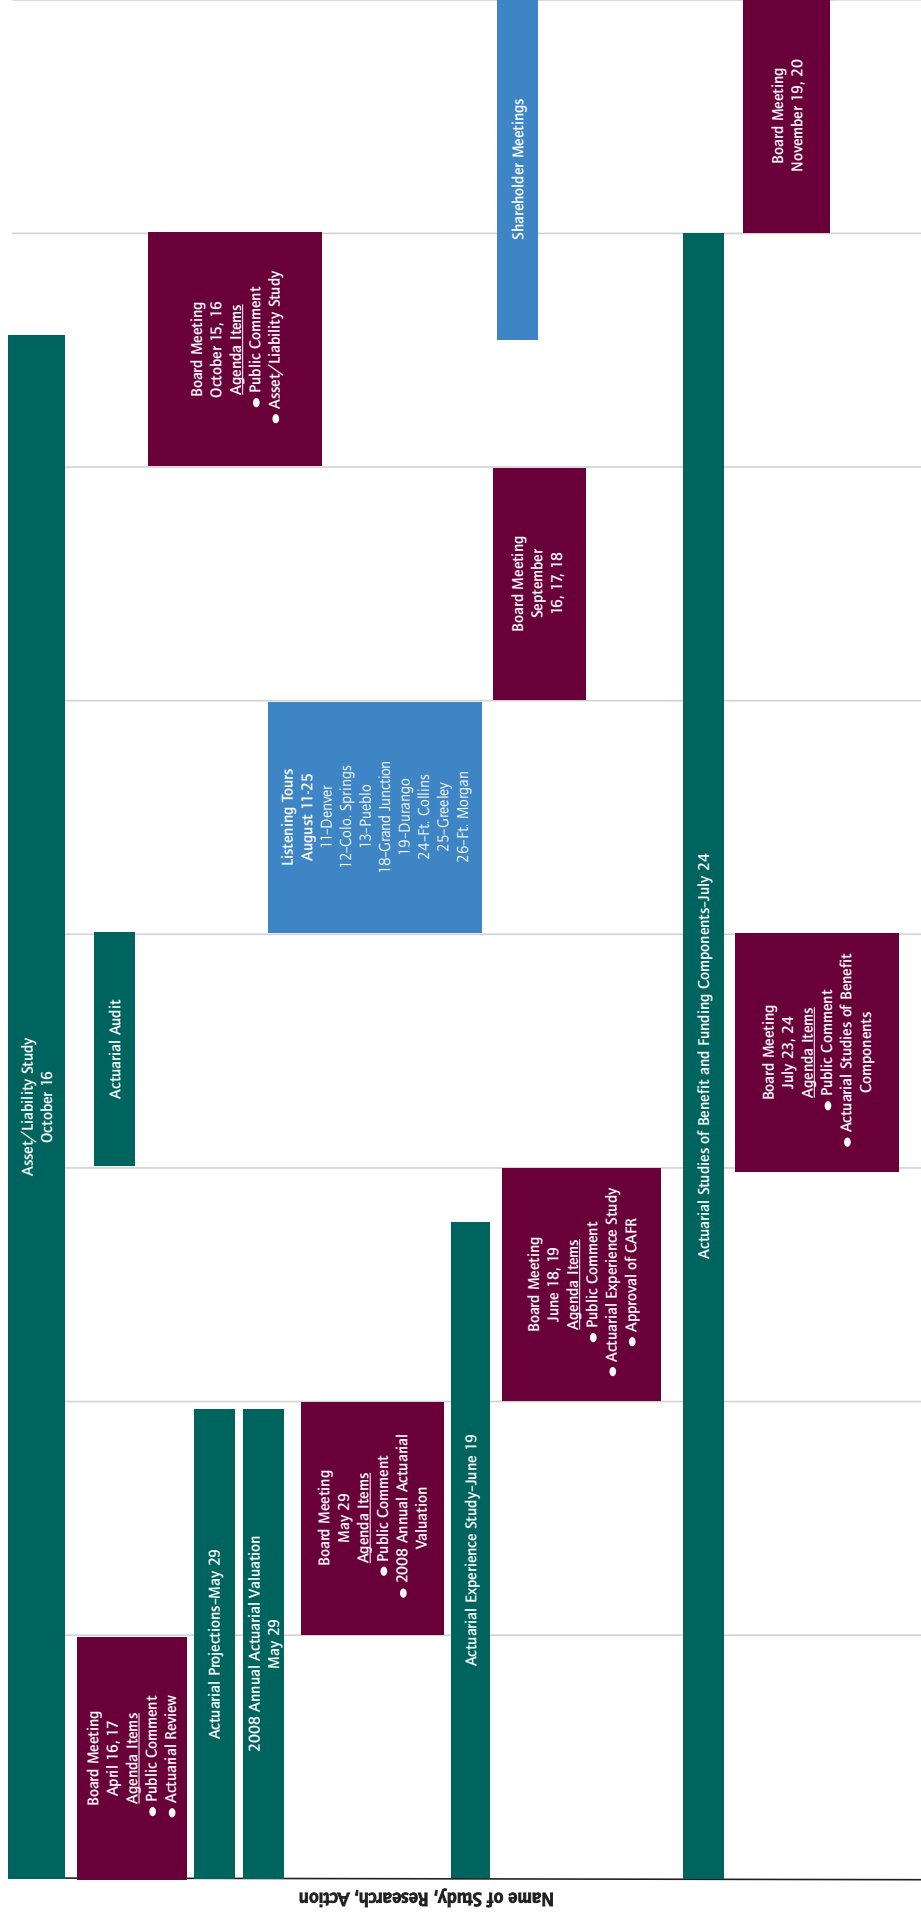 Asset/Liability Study
October 16
Board Meeting
April 16, 17
Agenda Items
● Public Comment
● Actuarial Review
Actuarial Audit
Board Meeting
October 15, 16
Agenda Items
● Public Comment
● Asset/Liability Study
Actuarial Projections–May 29
2008 Annual Actuarial Valuation
May 29
Listening Tours
August 11-25
11–Denver
12–Colo. Springs
13–Pueblo
18–Grand Junction
19–Durango
24–Ft. Collins
25–Greeley
26–Ft. Morgan
Board Meeting
May 29
Agenda Items
● Public Comment
● 2008 Annual Actuarial
Valuation
Actuarial Experience Study–June 19
Board Meeting
September
16, 17, 18
Shareholder Meetings
Board Meeting
June 18, 19
Agenda Items
● Public Comment
● Actuarial Experience Study
● Approval of CAFR
Actuarial Studies of Benefit and Funding Components–July 24
Board Meeting
July 23, 24
Agenda Items
● Public Comment
● Actuarial Studies of Benefit
Components
Board Meeting
November 19, 20
Name of Study, Research, Action